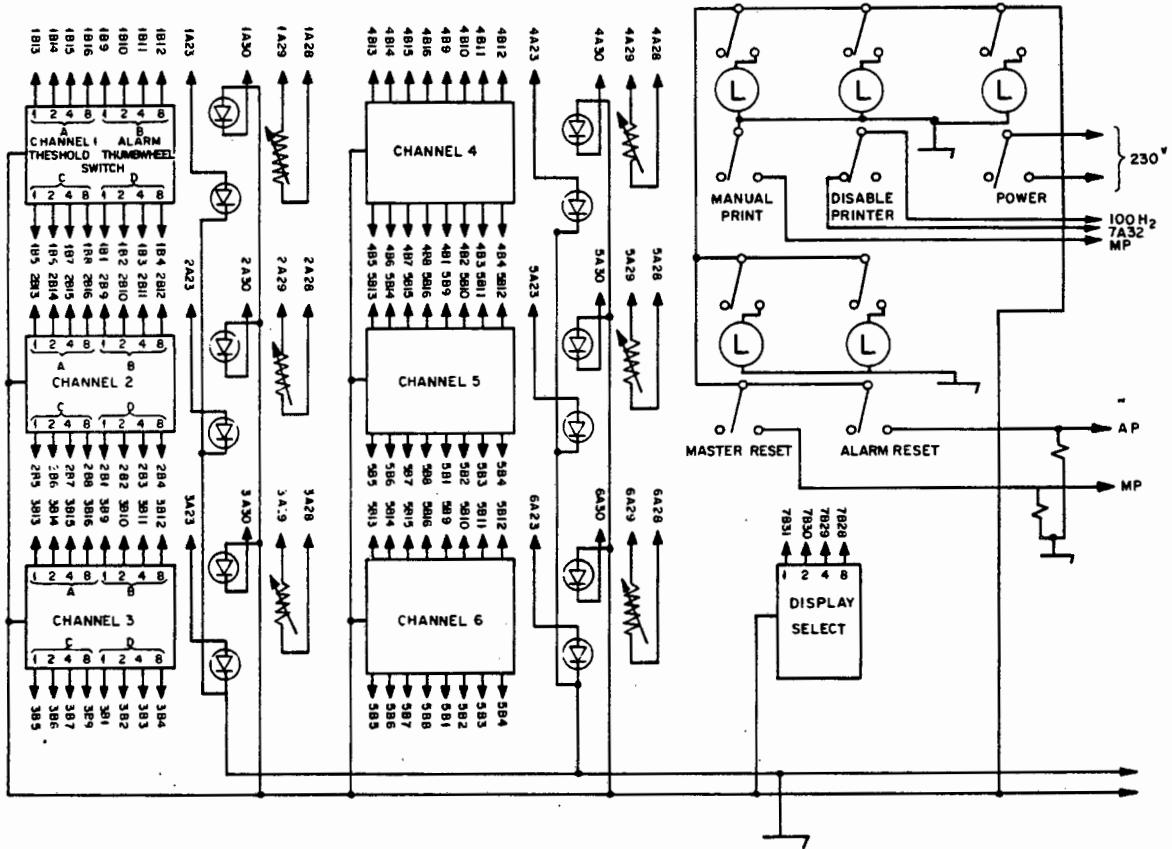 1B13 1B14 1B15 1B16 1B9 1B10 1B11 1B12 1A23 1A30 1A29 1A28
4B13 4B14 4B15 4B16 4B9 4B10 4B11 4B12 4A23 4A30 4A29 4A28
L L L
1 2 4 8 1 2 4 8
A B
CHANNEL 1 ALARM
THESHOLD THUMBWHEEL
SWITCH
C D
1 2 4 8 1 2 4 8
CHANNEL 4
230 V
MANUAL PRINT
DISABLE PRINTER
POWER
100 Hz
7A32
MP
1B5 1B6 1B7 1B8 1B1 1B2 1B3 1B4
2B13 2B14 2B15 2B16 2B9 2B10 2B11 2B12 2A23 2A30 2A29 2A28
4B5 4B6 4B7 4B8 4B1 4B2 4B3 4B4
5B13 5B14 5B15 5B16 5B9 5B10 5B11 5B12 5A23 5A30 5A29 5A28
1 2 4 8 1 2 4 8
A B
CHANNEL 2
C D
1 2 4 8 1 2 4 8
CHANNEL 5
L L
MASTER RESET
ALARM RESET
AP
MP
2B5 2B6 2B7 2B8 2B1 2B2 2B3 2B4
3B13 3B14 3B15 3B16 3B9 3B10 3B11 3B12 3A23 3A30 3A28
5B5 5B6 5B7 5B8 5B1 5B2 5B3 5B4
5B13 5B14 5B15 5B16 5B9 5B10 5B11 5B12 6A23 6A30 6A29 6A28
1 2 4 8 1 2 4 8
A B
CHANNEL 3
C D
1 2 4 8 1 2 4 8
CHANNEL 6
7B31 7B30 7B29 7B28
1 2 4 8
DISPLAY
SELECT
3B5 3B6 3B7 3B9 3B1 3B2 3B3 3B4
5B5 5B6 5B7 5B8 5B1 5B2 5B3 5B4